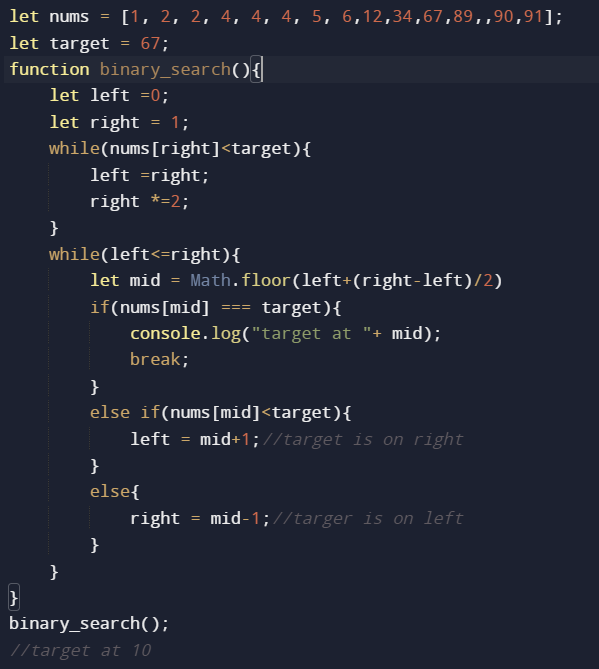 let nums = [1, 2, 2, 4, 4, 4, 5, 6,12,34,67,89,,90,91];
let target = 67;
function binary_search(){
    let left =0;
    let right = 1;
    while(nums[right]<target){
        left =right;
        right *=2;
    }
    while(left<=right){
        let mid = Math.floor(left+(right-left)/2)
        if(nums[mid] === target){
            console.log("target at "+ mid);
            break;
        }
        else if(nums[mid]<target){
            left = mid+1;//target is on right
        }
        else{
            right = mid-1;//targer is on left
        }
    }
}
binary_search();
//target at 10